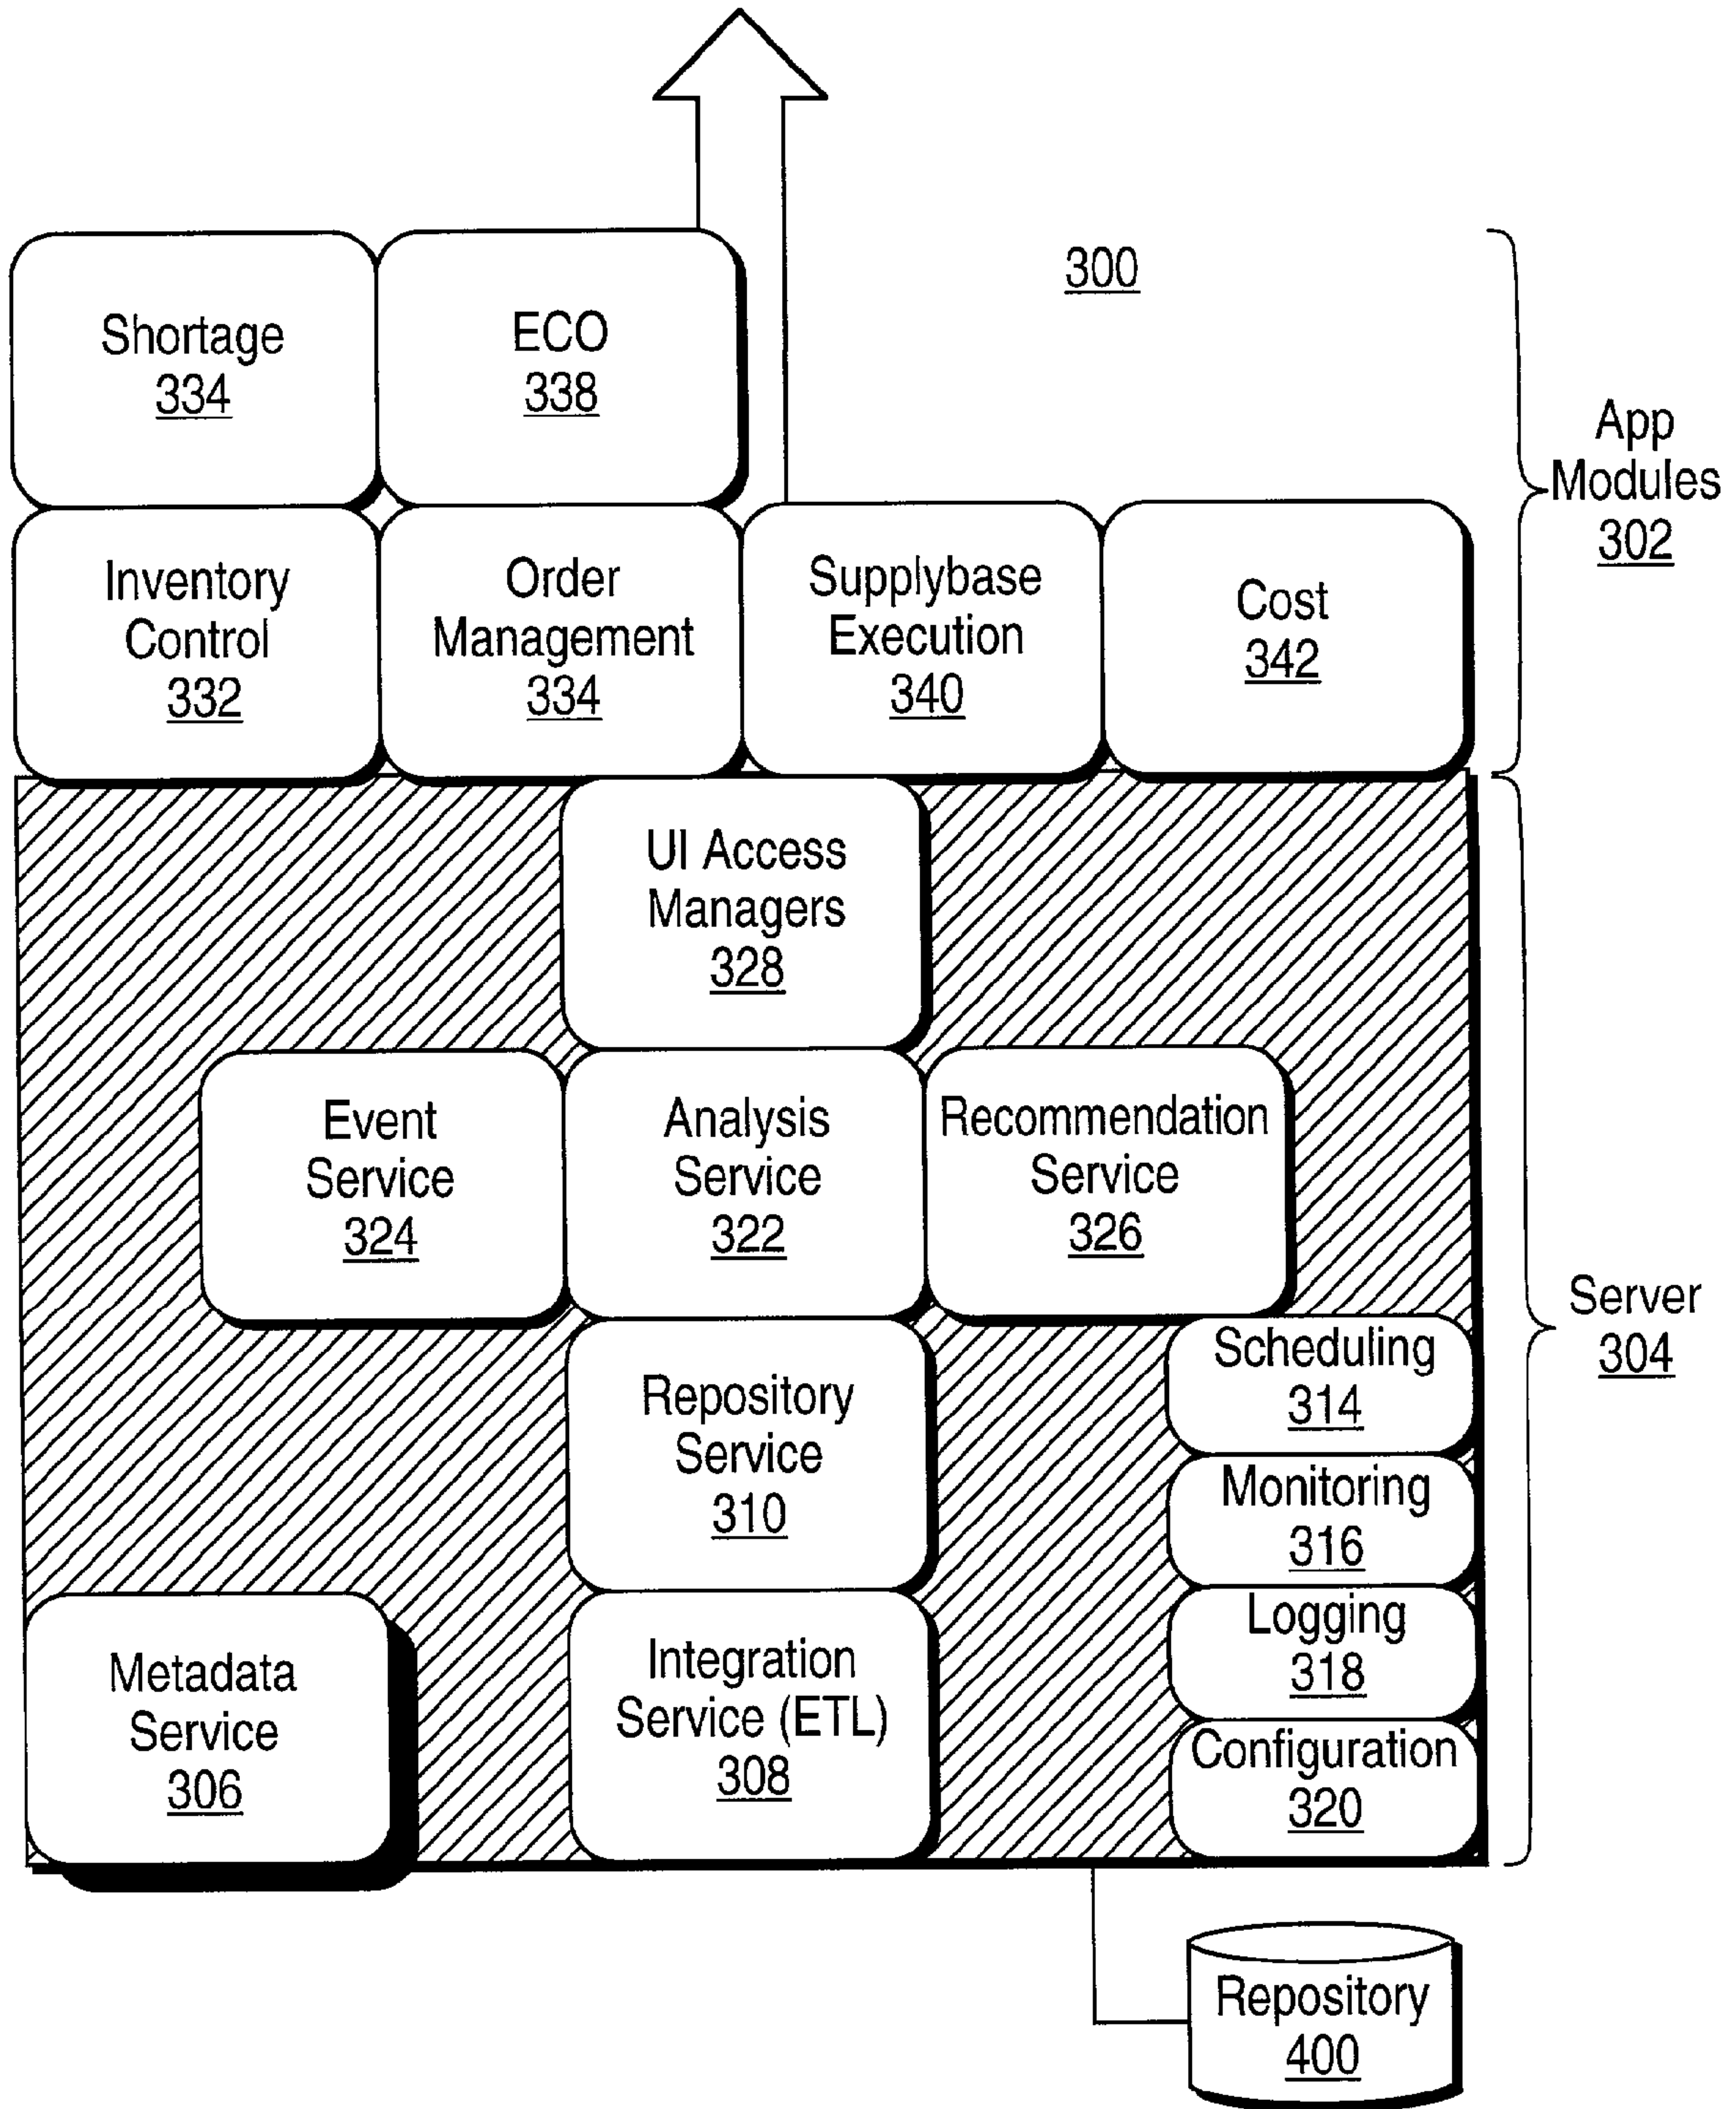 300
Shortage
334
ECO
338
App
Modules
302
Inventory
Control
332
Order
Management
334
Supplybase
Execution
340
Cost
342
UI Access
Managers
328
Event
Service
324
Analysis
Service
322
Recommendation
Service
326
Server
304
Repository
Service
310
Scheduling
314
Monitoring
316
Logging
318
Configuration
320
Metadata
Service
306
Integration
Service (ETL)
308
Repository
400